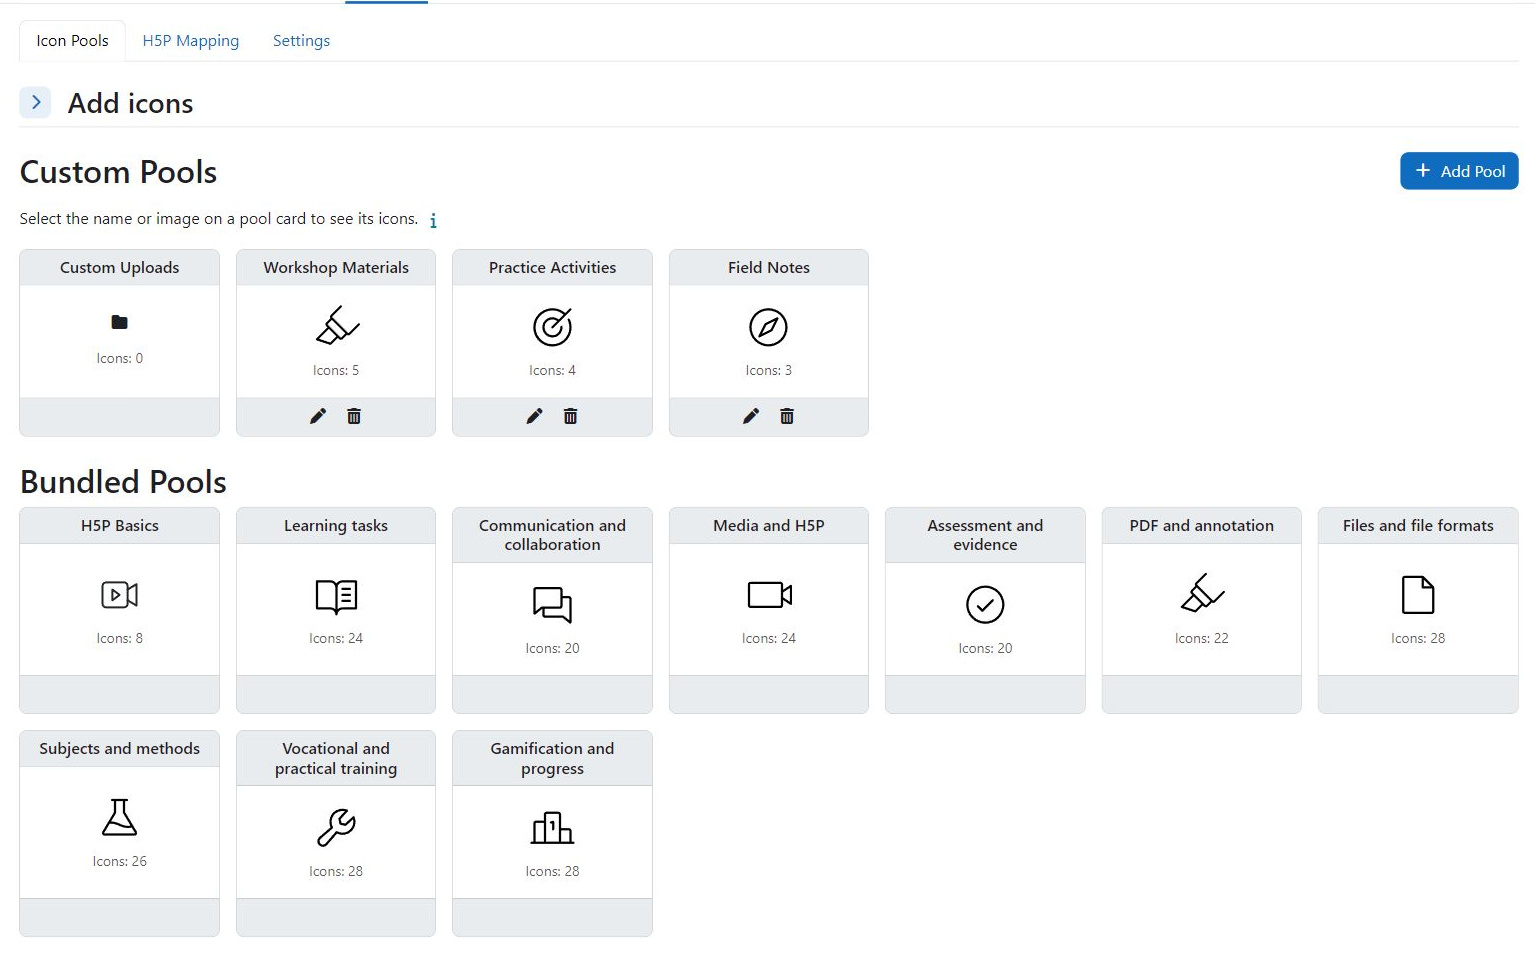 Icon Pools
H5P Mapping
Settings
Add icons
Custom Pools
+ Add Pool
Select the name or image on a pool card to see its icons. i
Custom Uploads
Icons: 0
Workshop Materials
Icons: 5
Practice Activities
Icons: 4
Field Notes
Icons: 3
Bundled Pools
H5P Basics
Icons: 8
Learning tasks
Icons: 24
Communication and
collaboration
Icons: 20
Media and H5P
Icons: 24
Assessment and
evidence
Icons: 20
PDF and annotation
Icons: 22
Files and file formats
Icons: 28
Subjects and methods
Icons: 26
Vocational and
practical training
Icons: 28
Gamification and
progress
1
Icons: 28